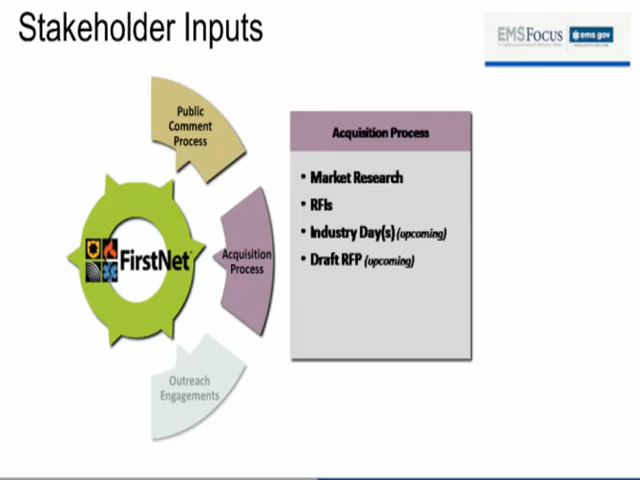 Stakeholder Inputs
EMSFocus
ems.gov
Public
Comment
Process
FirstNet
Acquisition
Process
Outreach
Engagements
Acquisition Process
• Market Research
• RFIs
• Industry Day(s) (upcoming)
• Draft RFP (upcoming)